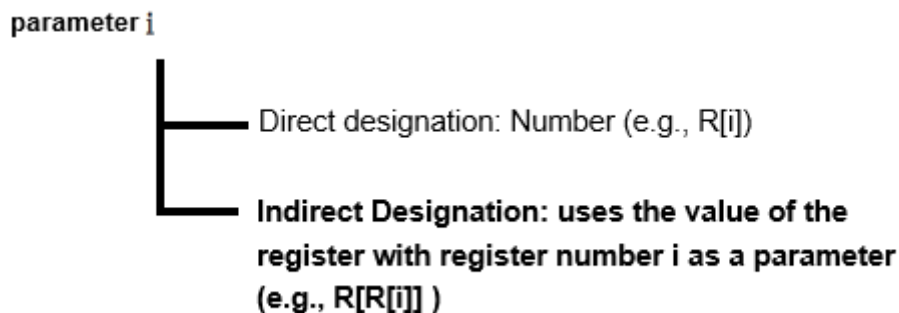 parameter i
Direct designation: Number (e.g., R[i])
Indirect Designation: uses the value of the
register with register number i as a parameter
(e.g., R[R[i]] )